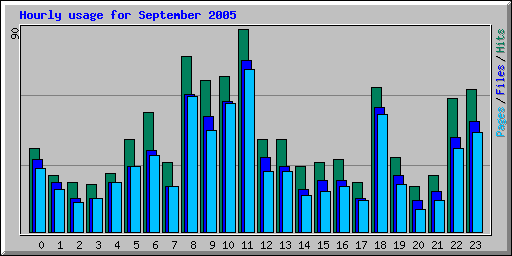 Hourly usage for September 2005
90
Pages / Files / Hits
0 1 2 3 4 5 6 7 8 9 10 11 12 13 14 15 16 17 18 19 20 21 22 23